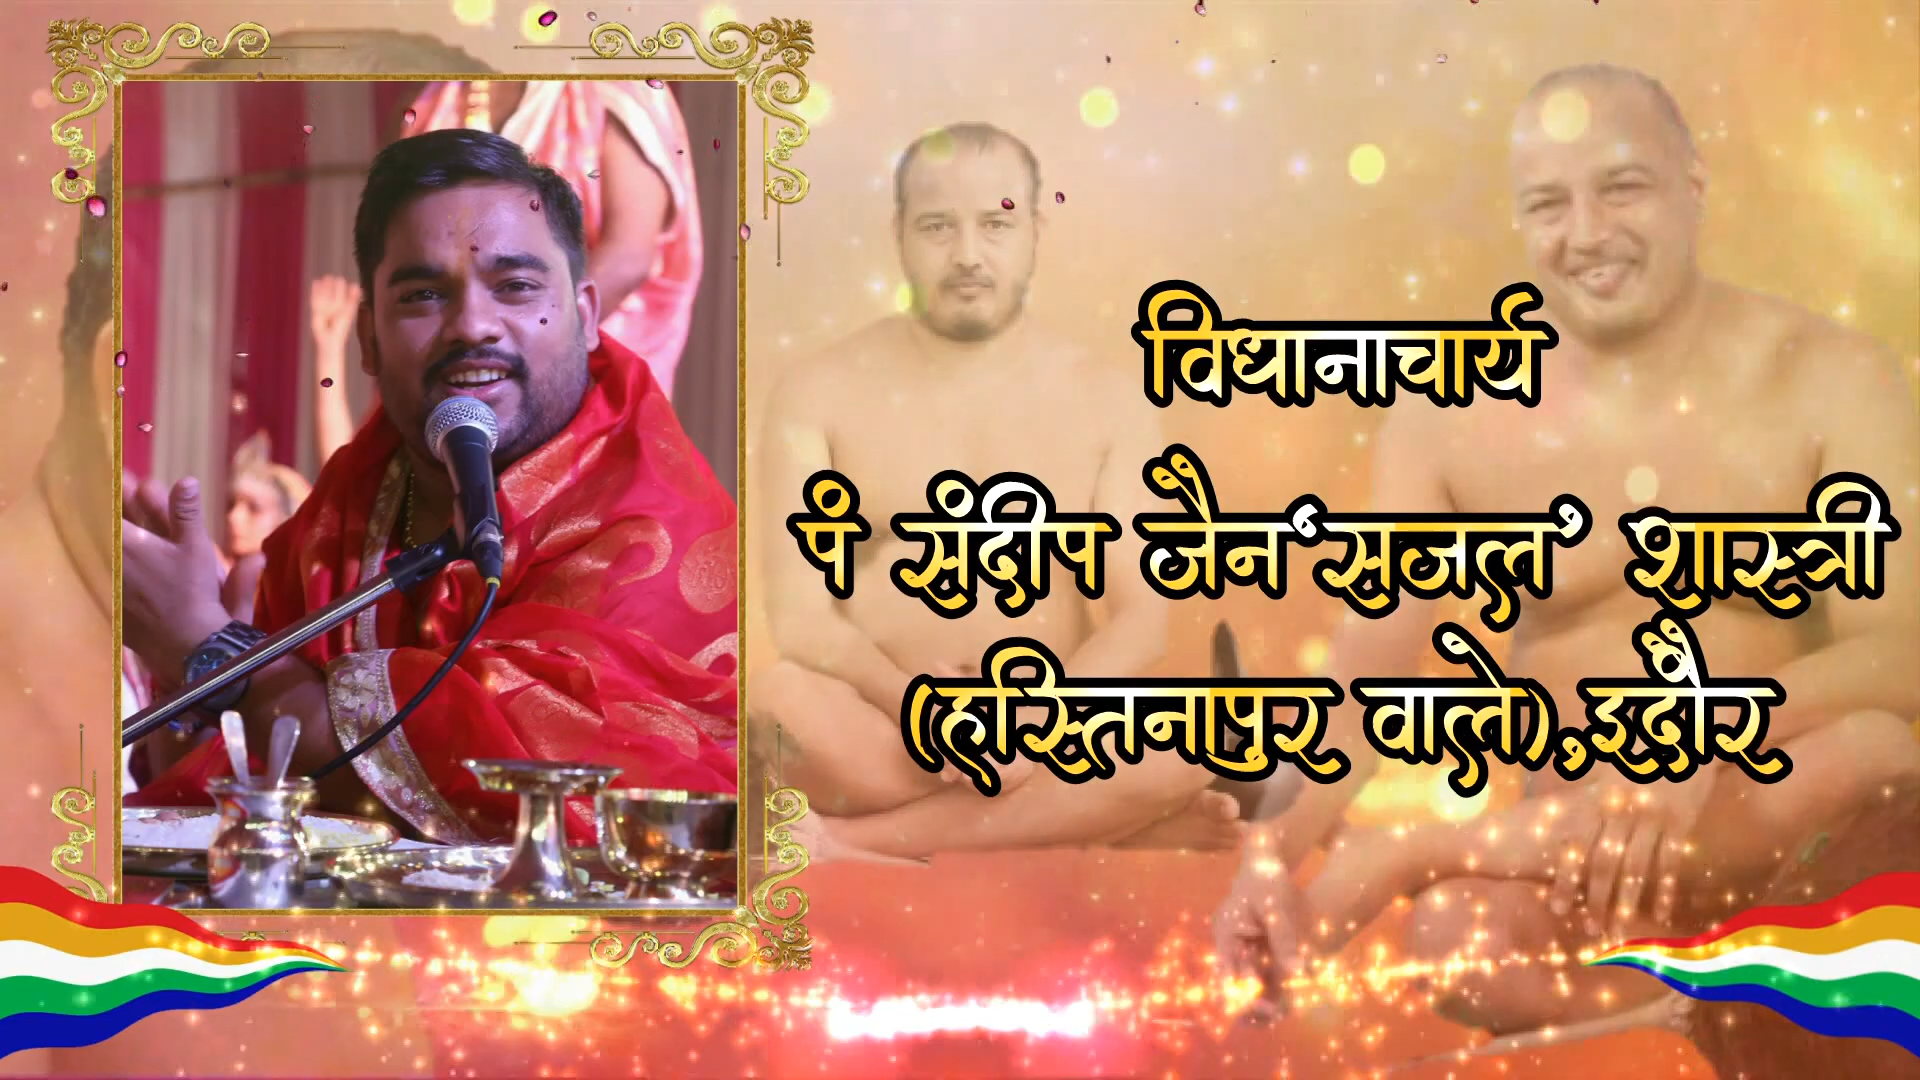 विधानाचार्य
पं संदीप जैन‘सजल’ शास्त्री
(हस्तिनापुर वाले),इंदौर